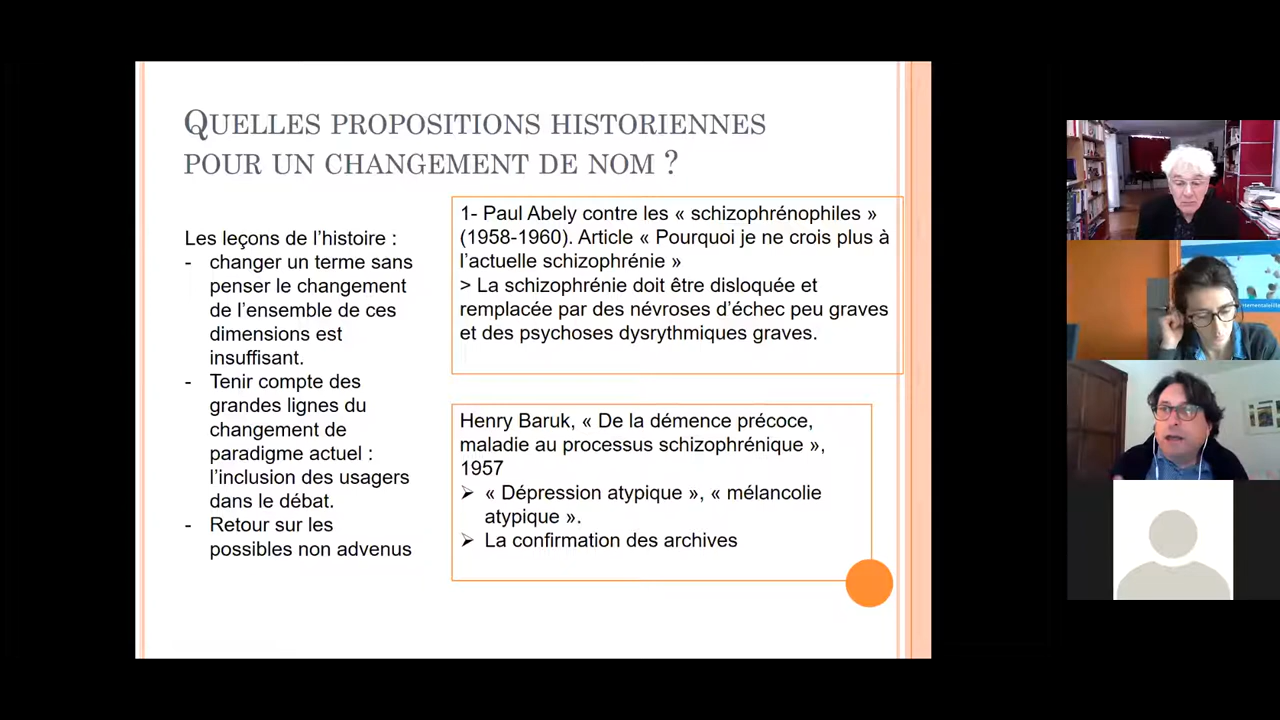 QUELLES PROPOSITIONS HISTORIENNES
POUR UN CHANGEMENT DE NOM ?
Les leçons de l'histoire :
- changer un terme sans
penser le changement
de l'ensemble de ces
dimensions est
insuffisant.
- Tenir compte des
grandes lignes du
changement de
paradigme actuel :
l'inclusion des usagers
dans le débat.
- Retour sur les
possibles non advenus
1- Paul Abely contre les « schizophrénophiles »
(1958-1960). Article « Pourquoi je ne crois plus à
l'actuelle schizophrénie »
> La schizophrénie doit être disloquée et
remplacée par des névroses d'échec peu graves
et des psychoses dysrythmiques graves.
Henry Baruk, « De la démence précoce,
maladie au processus schizophrénique »,
1957
➢ « Dépression atypique », « mélancolie
atypique ».
➢ La confirmation des archives